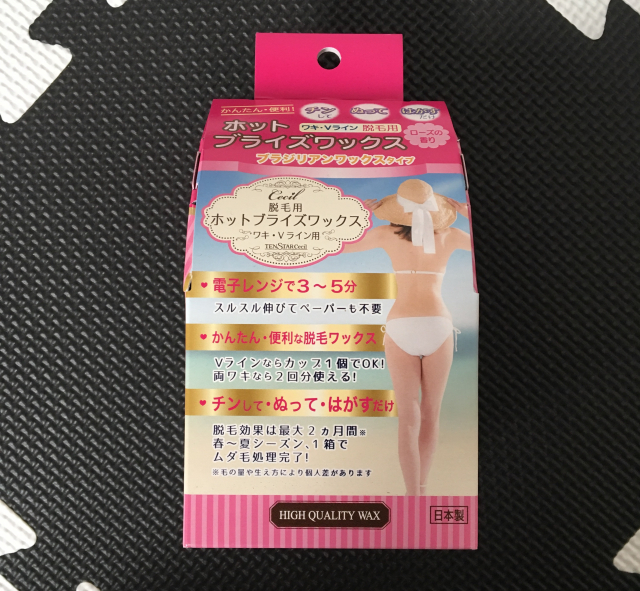 かんたん・便利!
チンして
ぬって
はがすだけ
ホット
ワキ・Vライン 脱毛用
ブライズワックス
ローズの香り
ブラジリアンワックスタイプ
Cecil
脱毛用
ホットブライズワックス
ワキ・Vライン用
TENSTAR Cecil
♥ 電子レンジで3〜5分
スルスル伸びてペーパーも不要
♥ かんたん・便利な脱毛ワックス
Vラインならカップ1個でOK!
両ワキなら2回分使える!
♥ チンして・ぬって・はがすだけ
脱毛効果は最大2ヵ月間※
春〜夏シーズン、1箱で
ムダ毛処理完了!
※毛の量や生え方により個人差があります
HIGH QUALITY WAX
日本製